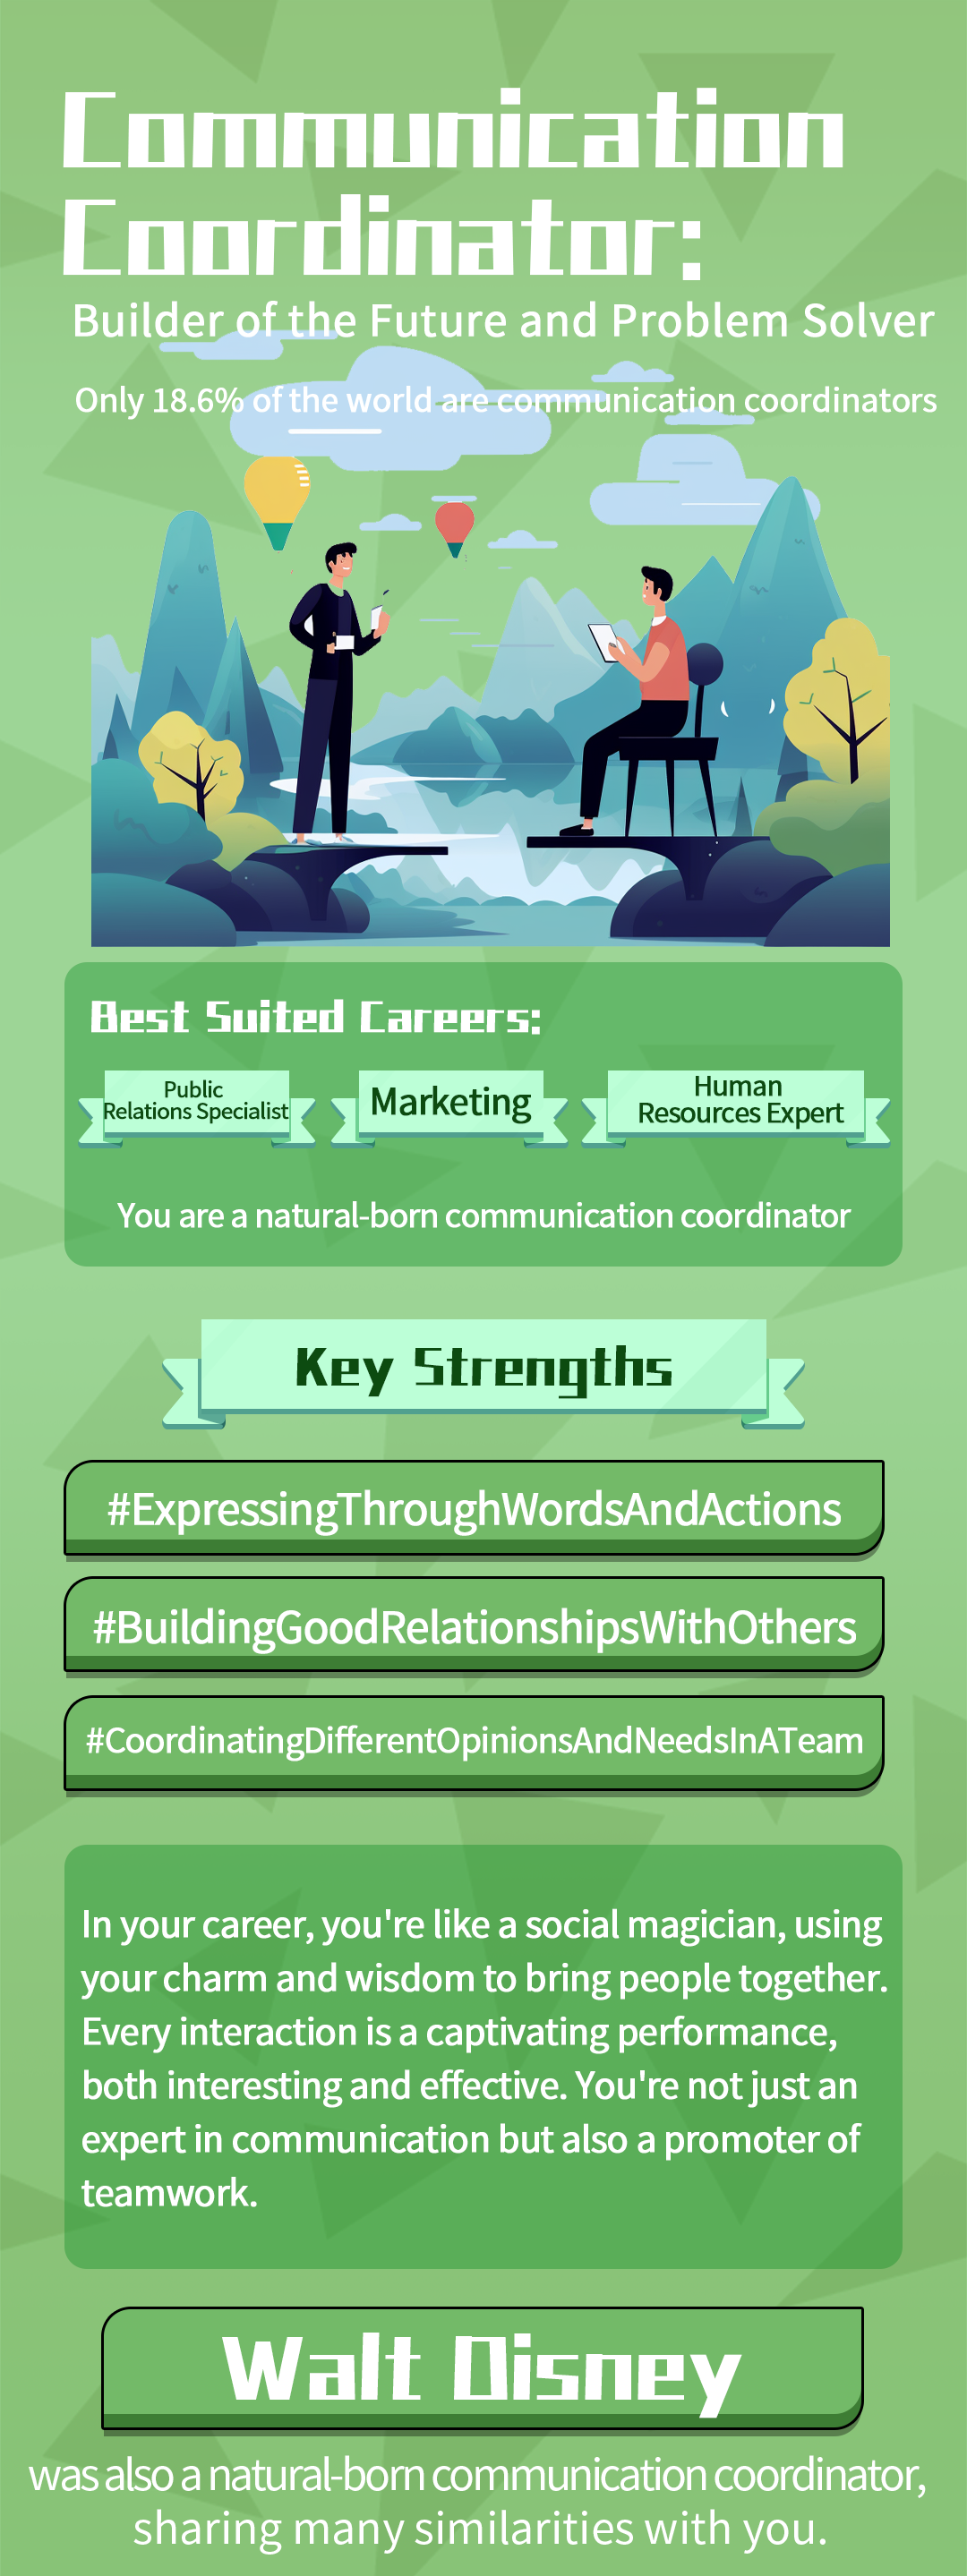 Communication
Coordinator:
Builder of the Future and Problem Solver
Only 18.6% of the world are communication coordinators
Best Suited Careers:
Public
Relations Specialist
Marketing
Human
Resources Expert
You are a natural-born communication coordinator
Key Strengths
#ExpressingThroughWordsAndActions
#BuildingGoodRelationshipsWithOthers
#CoordinatingDifferentOpinionsAndNeedsInATeam
In your career, you're like a social magician, using
your charm and wisdom to bring people together.
Every interaction is a captivating performance,
both interesting and effective. You're not just an
expert in communication but also a promoter of
teamwork.
Walt Disney
was also a natural-born communication coordinator,
sharing many similarities with you.